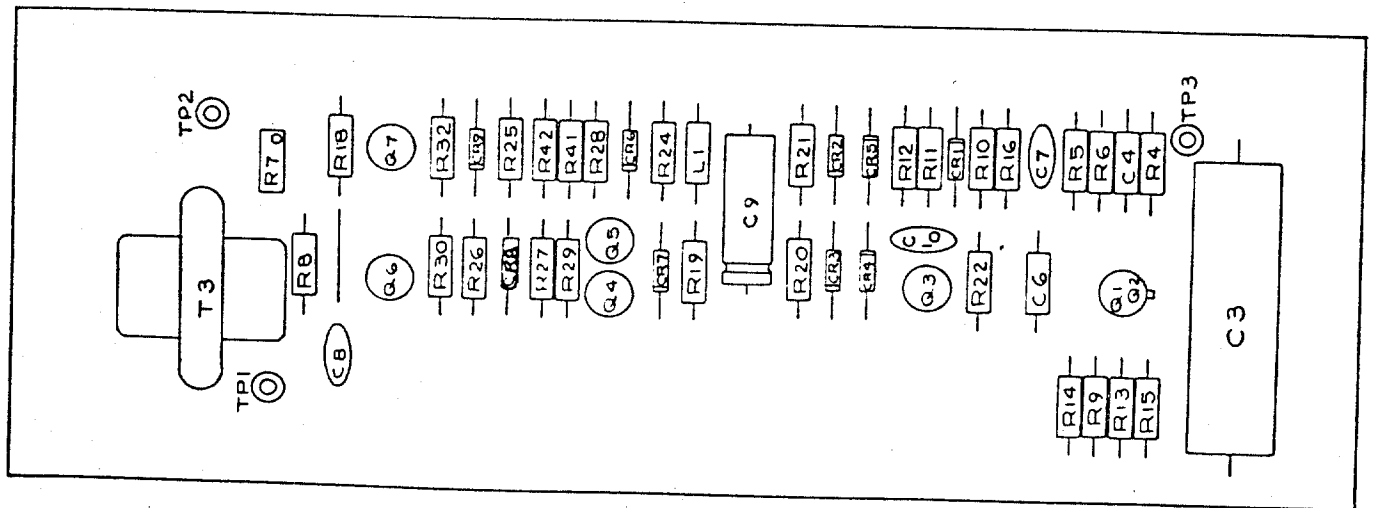 TP2
R7
R18
Q7
R32
CR9
R25
R42
R41
R28
CR6
R24
L1
C9
R21
CR2
CR5
R12
R11
CR1
R10
R16
C7
R5
R6
C4
R4
TP3
T3
R8
Q6
R30
R26
CR8
R27
R29
Q5
Q4
CR7
R19
R20
CR3
CR4
C10
Q3
R22
C6
Q1
Q2
C3
C8
TP1
R14
R9
R13
R15